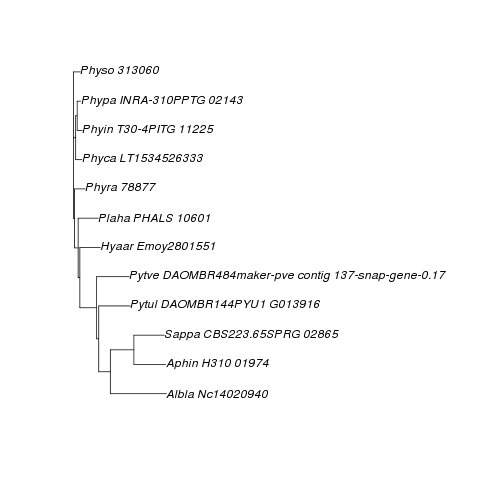 Physo 313060
Phypa INRA-310PPTG 02143
Phyin T30-4PITG 11225
Phyca LT1534526333
Phyra 78877
Plaha PHALS 10601
Hyaar Emoy2801551
Pytve DAOMBR484maker-pve contig 137-snap-gene-0.17
Pytul DAOMBR144PYU1 G013916
Sappa CBS223.65SPRG 02865
Aphin H310 01974
Albla Nc14020940